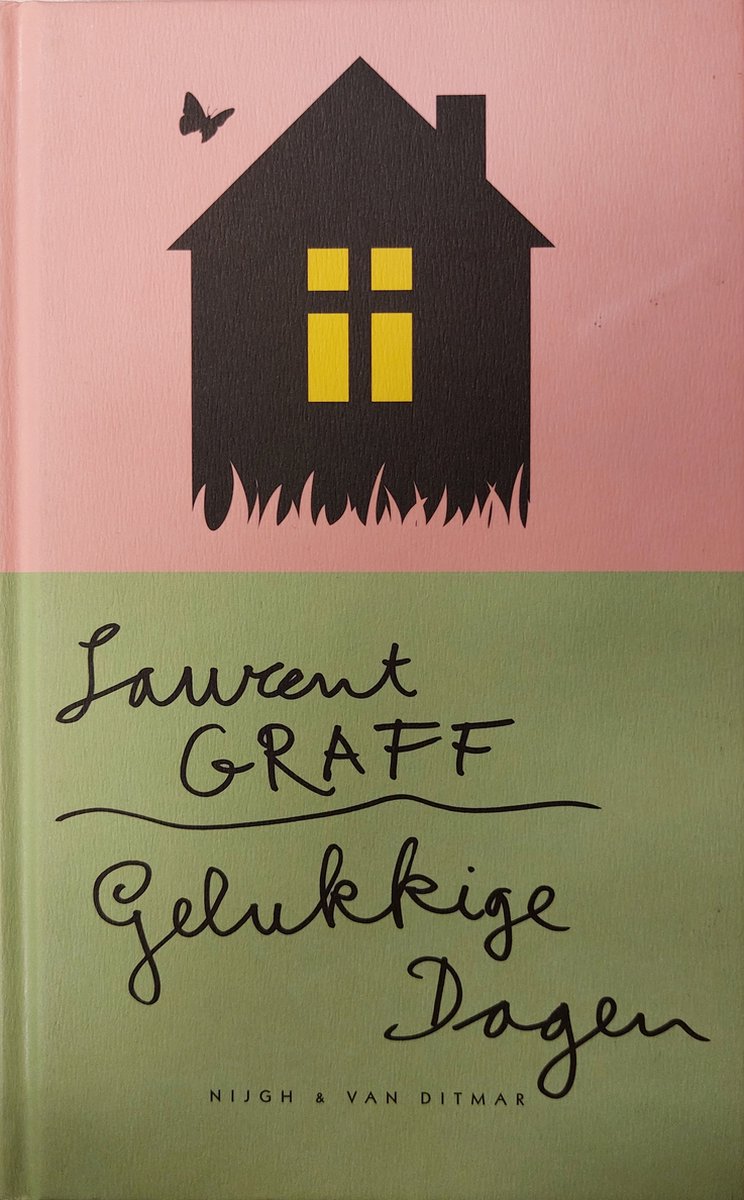 Laurent
GRAFF
Gelukkige
Dagen
NIJGH & VAN DITMAR